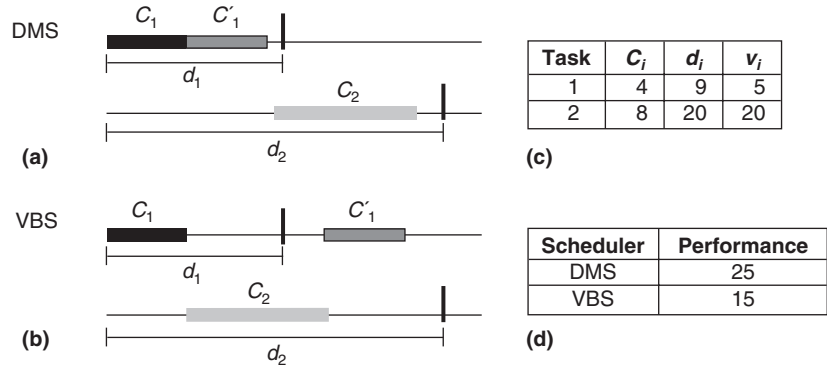 DMS
C1 C´1
d1
C2
d2
(a)
VBS
C1 C´1
d1
C2
d2
(b)
Task Ci di vi
1 4 9 5
2 8 20 20
(c)
Scheduler Performance
DMS 25
VBS 15
(d)